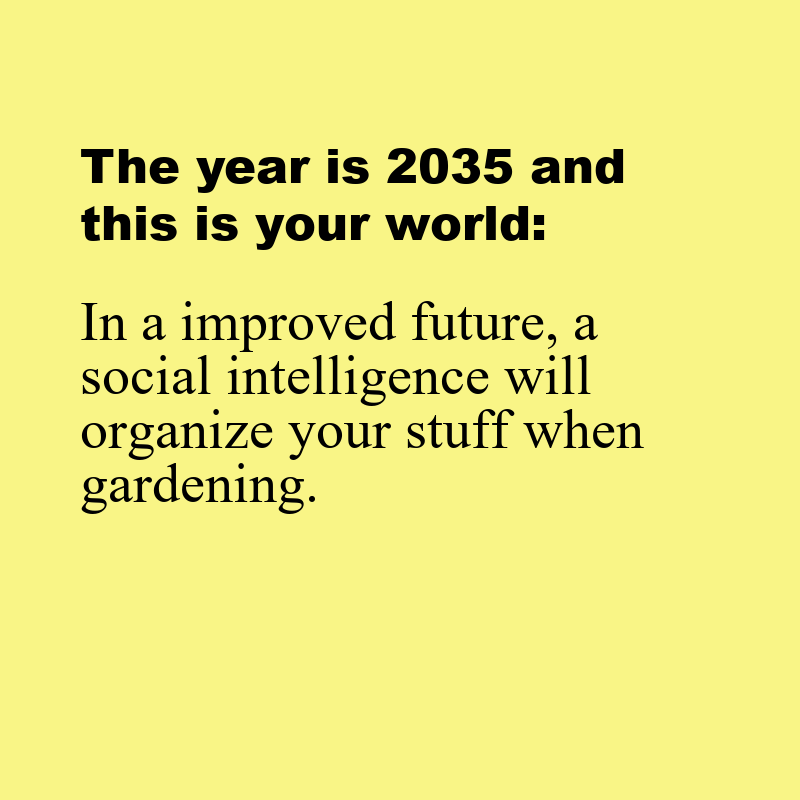 The year is 2035 and
this is your world:
In a improved future, a
social intelligence will
organize your stuff when
gardening.